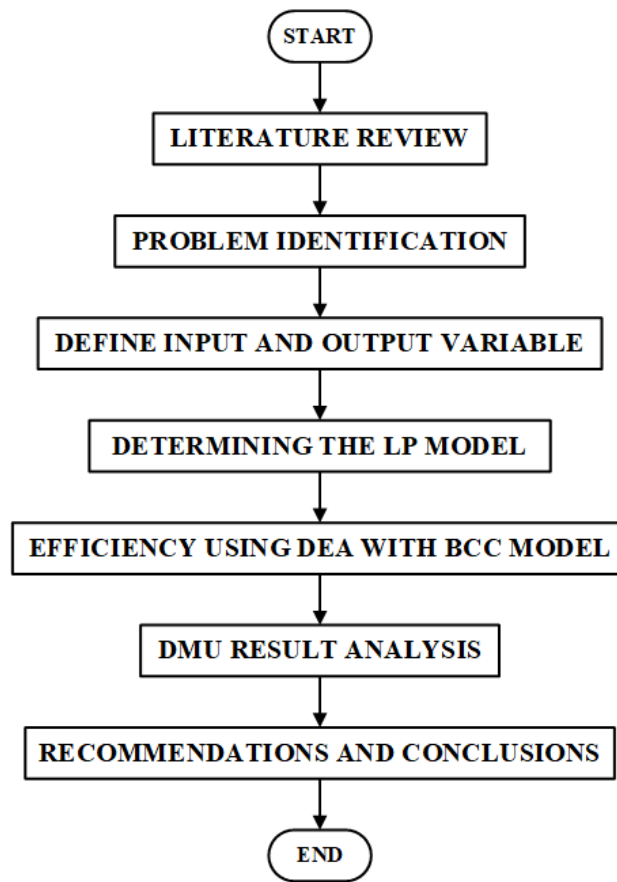 START
LITERATURE REVIEW
PROBLEM IDENTIFICATION
DEFINE INPUT AND OUTPUT VARIABLE
DETERMINING THE LP MODEL
EFFICIENCY USING DEA WITH BCC MODEL
DMU RESULT ANALYSIS
RECOMMENDATIONS AND CONCLUSIONS
END